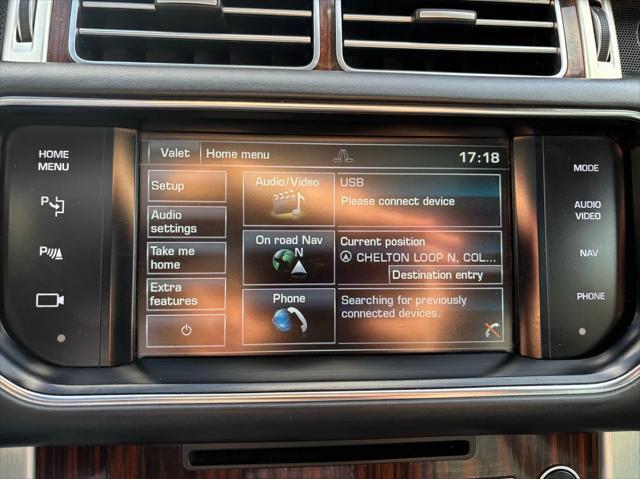 HOME
MENU
P
P
Valet
Home menu
17:18
Setup
Audio
settings
Take me
home
Extra
features
Audio/Video
On road Nav
N
Phone
USB
Please connect device
Current position
CHELTON LOOP N, COL...
Destination entry
Searching for previously
connected devices.
MODE
AUDIO
VIDEO
NAV
PHONE